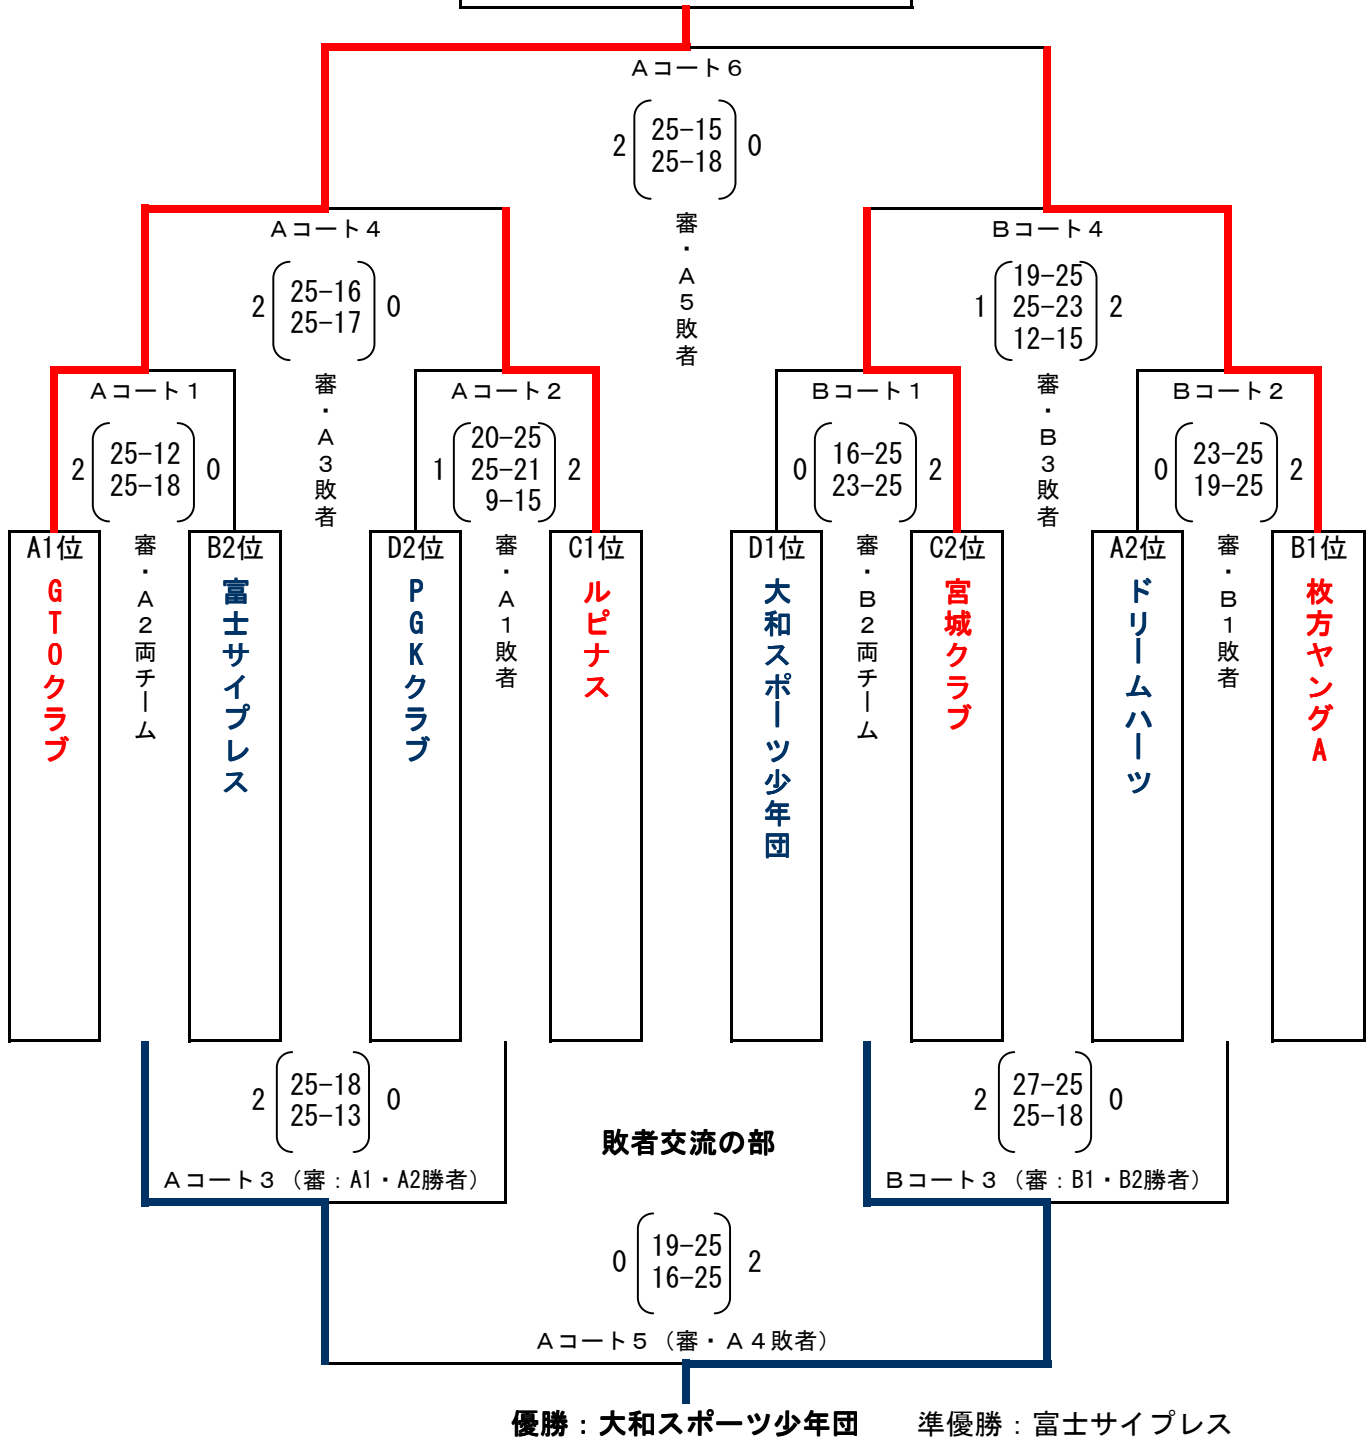 Aコート6
2 25-15 0
25-18
審・A5敗者
Aコート4
2 25-16 0
25-17
審・A3敗者
Bコート4
19-25
1 25-23 2
12-15
審・B3敗者
Aコート1
2 25-12 0
25-18
審・A2両チーム
Aコート2
20-25
1 25-21 2
9-15
審・A1敗者
Bコート1
0 16-25 2
23-25
審・B2両チーム
Bコート2
0 23-25 2
19-25
審・B1敗者
A1位
GTOクラブ
B2位
富士サイプレス
D2位
PGKクラブ
C1位
ルピナス
D1位
大和スポーツ少年団
C2位
宮城クラブ
A2位
ドリームハーツ
B1位
枚方ヤングA
2 25-18 0
25-13
Aコート3(審:A1・A2勝者)
2 27-25 0
25-18
Bコート3(審:B1・B2勝者)
敗者交流の部
0 19-25 2
16-25
Aコート5(審・A4敗者)
優勝:大和スポーツ少年団 準優勝:富士サイプレス